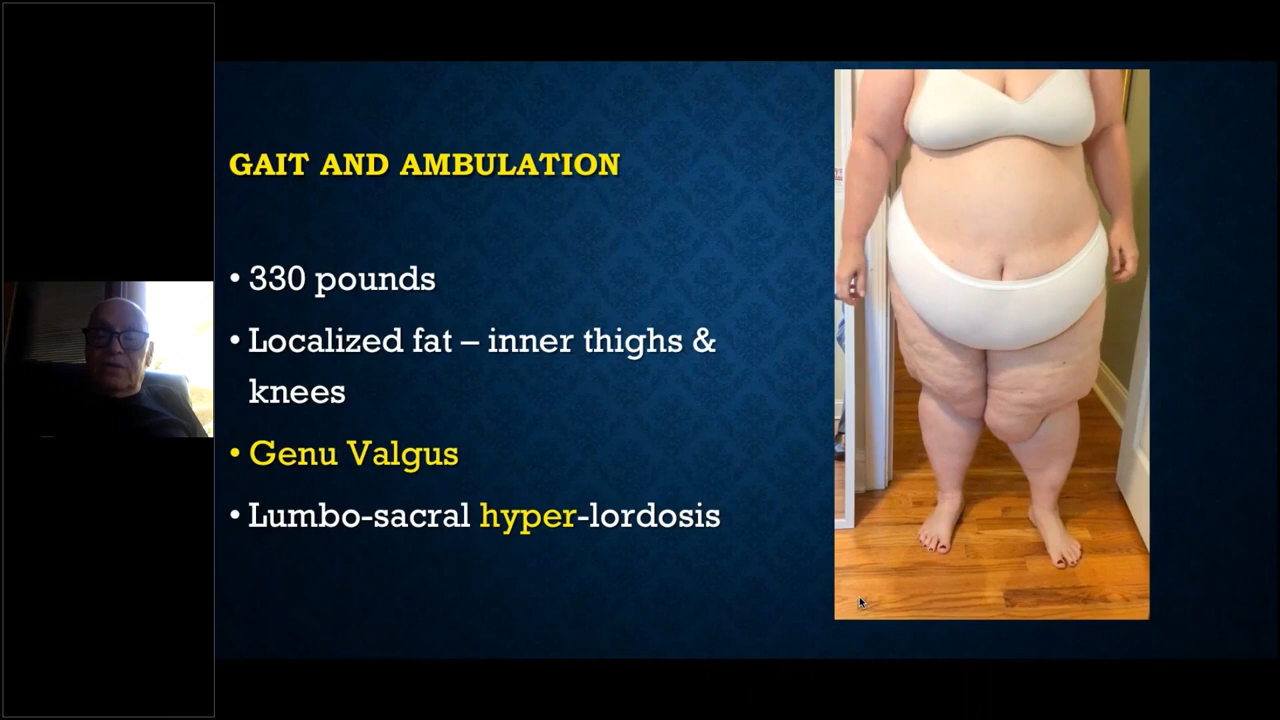 GAIT AND AMBULATION
• 330 pounds
• Localized fat – inner thighs &
knees
• Genu Valgus
• Lumbo-sacral hyper-lordosis